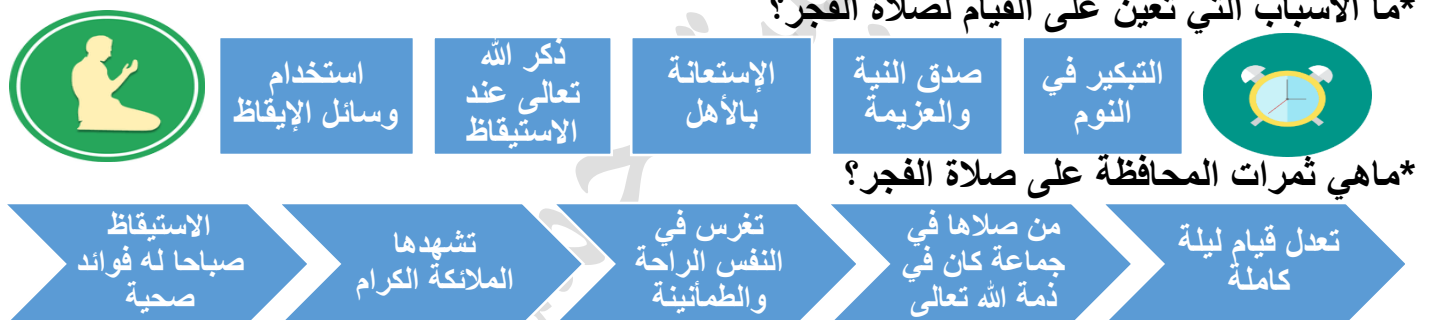 *ما الأسباب التي تعين على القيام لصلاة الفجر؟
التبكير في
النوم
صدق النية
والعزيمة
الإستعانة
بالأهل
ذكر الله
تعالى عند
الاستيقاظ
استخدام
وسائل الإيقاظ
*ماهي ثمرات المحافظة على صلاة الفجر؟
تعدل قيام ليلة
كاملة
من صلاها في
جماعة كان في
ذمة الله تعالى
تغرس في
النفس الراحة
والطمأنينة
تشهدها
الملائكة الكرام
الاستيقاظ
صباحا له فوائد
صحية